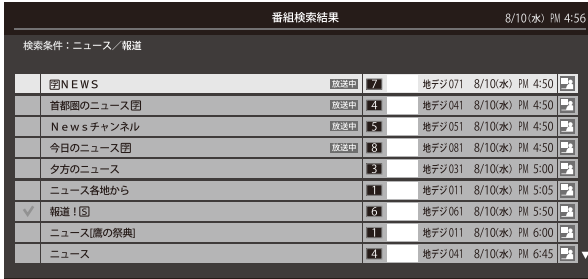 番組検索結果 8/10(水) PM 4:56
検索条件：ニュース／報道
字NEWS 放送中 7 地デジ071 8/10(水) PM 4:50
首都圏のニュース字 放送中 4 地デジ041 8/10(水) PM 4:50
Newsチャンネル 放送中 5 地デジ051 8/10(水) PM 4:50
今日のニュース字 放送中 8 地デジ081 8/10(水) PM 4:50
夕方のニュース 3 地デジ031 8/10(水) PM 5:00
ニュース各地から 1 地デジ011 8/10(水) PM 5:05
報道！S 6 地デジ061 8/10(水) PM 5:50
ニュース[鷹の祭典] 1 地デジ011 8/10(水) PM 6:00
ニュース 4 地デジ041 8/10(水) PM 6:45